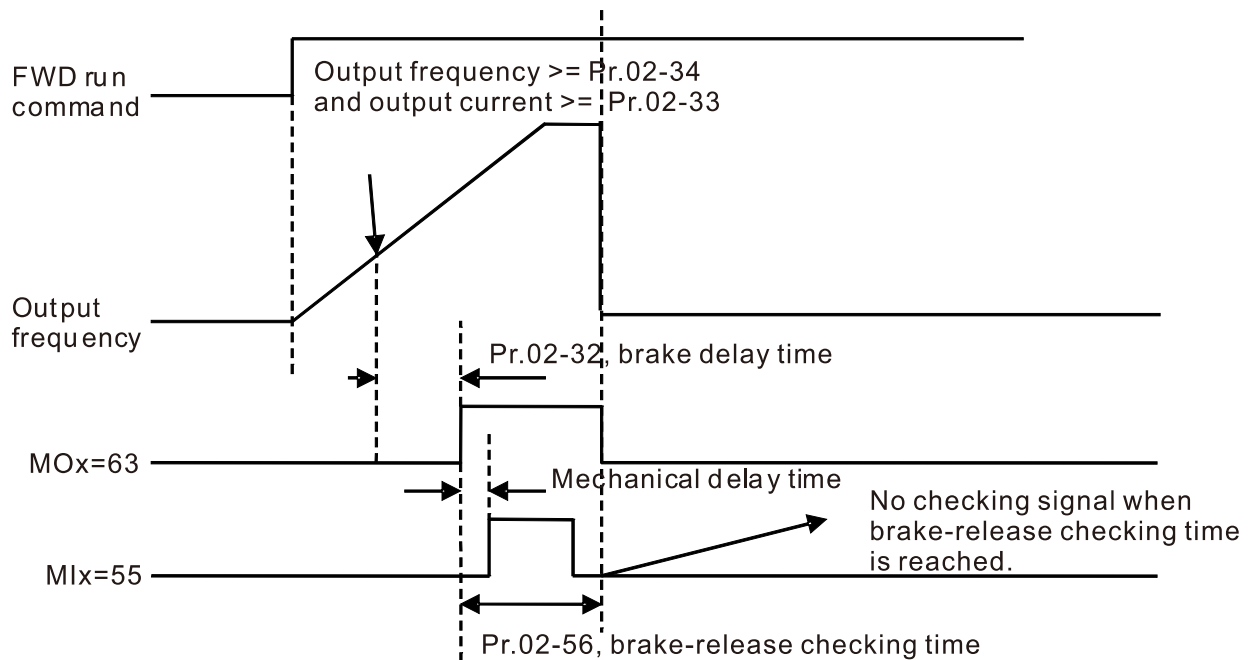 FWD run
command
Output frequency >= Pr.02-34
and output current >= Pr.02-33
Output
frequency
Pr.02-32, brake delay time
MOx=63
Mechanical delay time
No checking signal when
brake-release checking time
is reached.
MIx=55
Pr.02-56, brake-release checking time